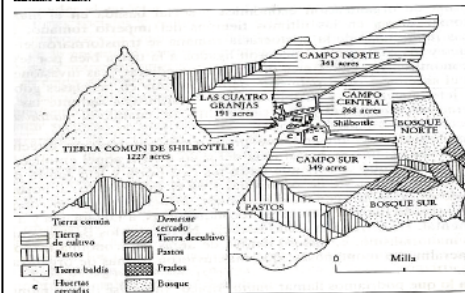 CAMPO NORTE
341 acres
LAS CUATRO
GRANJAS
191 acres
CAMPO
CENTRAL
268 acres
Shilbottle
BOSQUE
NORTE
TIERRA COMUN DE SHILBOTTLE
1227 acres
CAMPO SUR
349 acres
PASTOS
BOSQUE SUR
Tierra común
Tierra
de cultivo
Pastos
Tierra baldía
c Huertas
cercadas
Demesne
cercado
Tierra decultivo
Pastos
Prados
Bosque
0 Milla